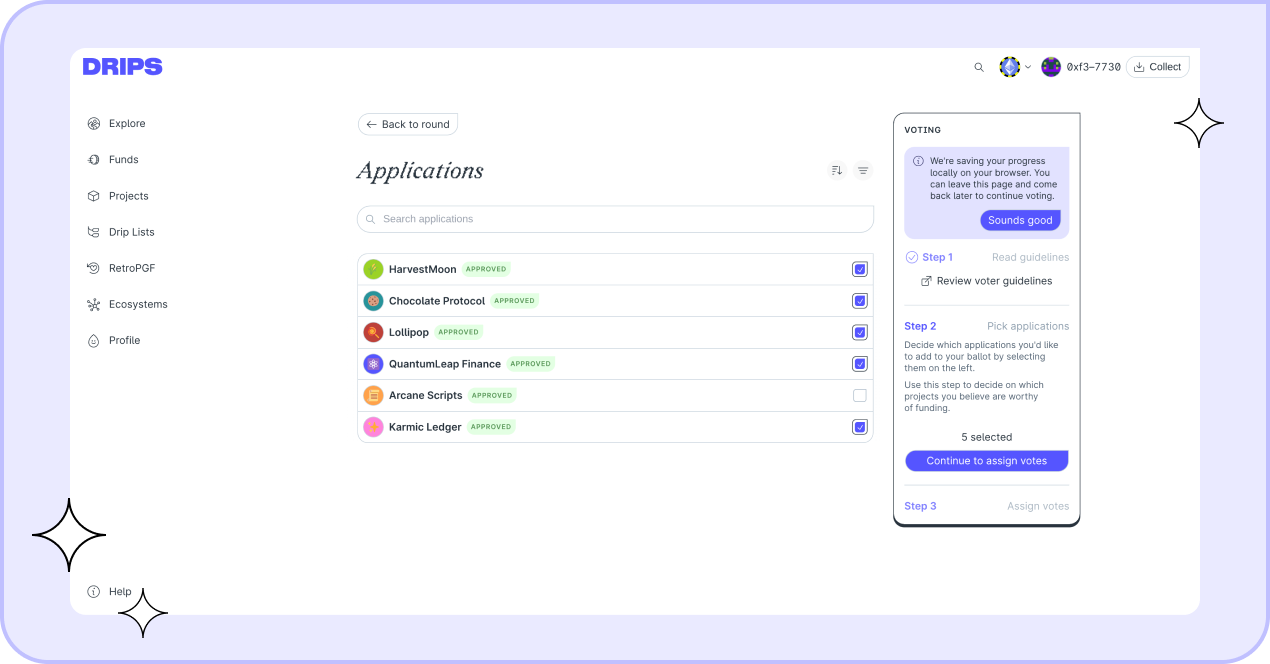 DRIPS
0xf3–7730
Collect
Explore
Funds
Projects
Drip Lists
RetroPGF
Ecosystems
Profile
Help
Back to round
Applications
Search applications
HarvestMoon APPROVED
Chocolate Protocol APPROVED
Lollipop APPROVED
QuantumLeap Finance APPROVED
Arcane Scripts APPROVED
Karmic Ledger APPROVED
VOTING
We're saving your progress
locally on your browser. You
can leave this page and come
back later to continue voting.
Sounds good
Step 1 Read guidelines
Review voter guidelines
Step 2 Pick applications
Decide which applications you'd like
to add to your ballot by selecting
them on the left.
Use this step to decide on which
projects you believe are worthy
of funding.
5 selected
Continue to assign votes
Step 3 Assign votes